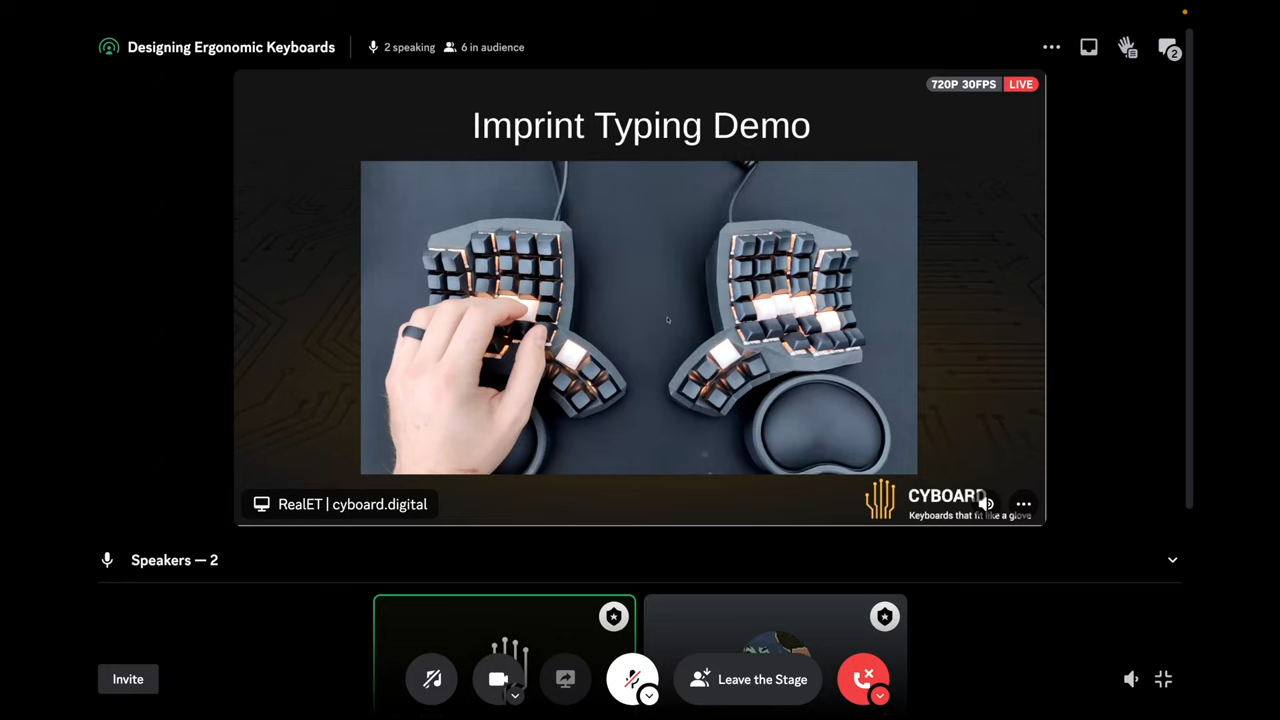 Designing Ergonomic Keyboards
2 speaking
6 in audience
2
720P 30FPS
LIVE
Imprint Typing Demo
RealET | cyboard.digital
CYBOARD
Keyboards that fit like a glove
Speakers — 2
Invite
Leave the Stage